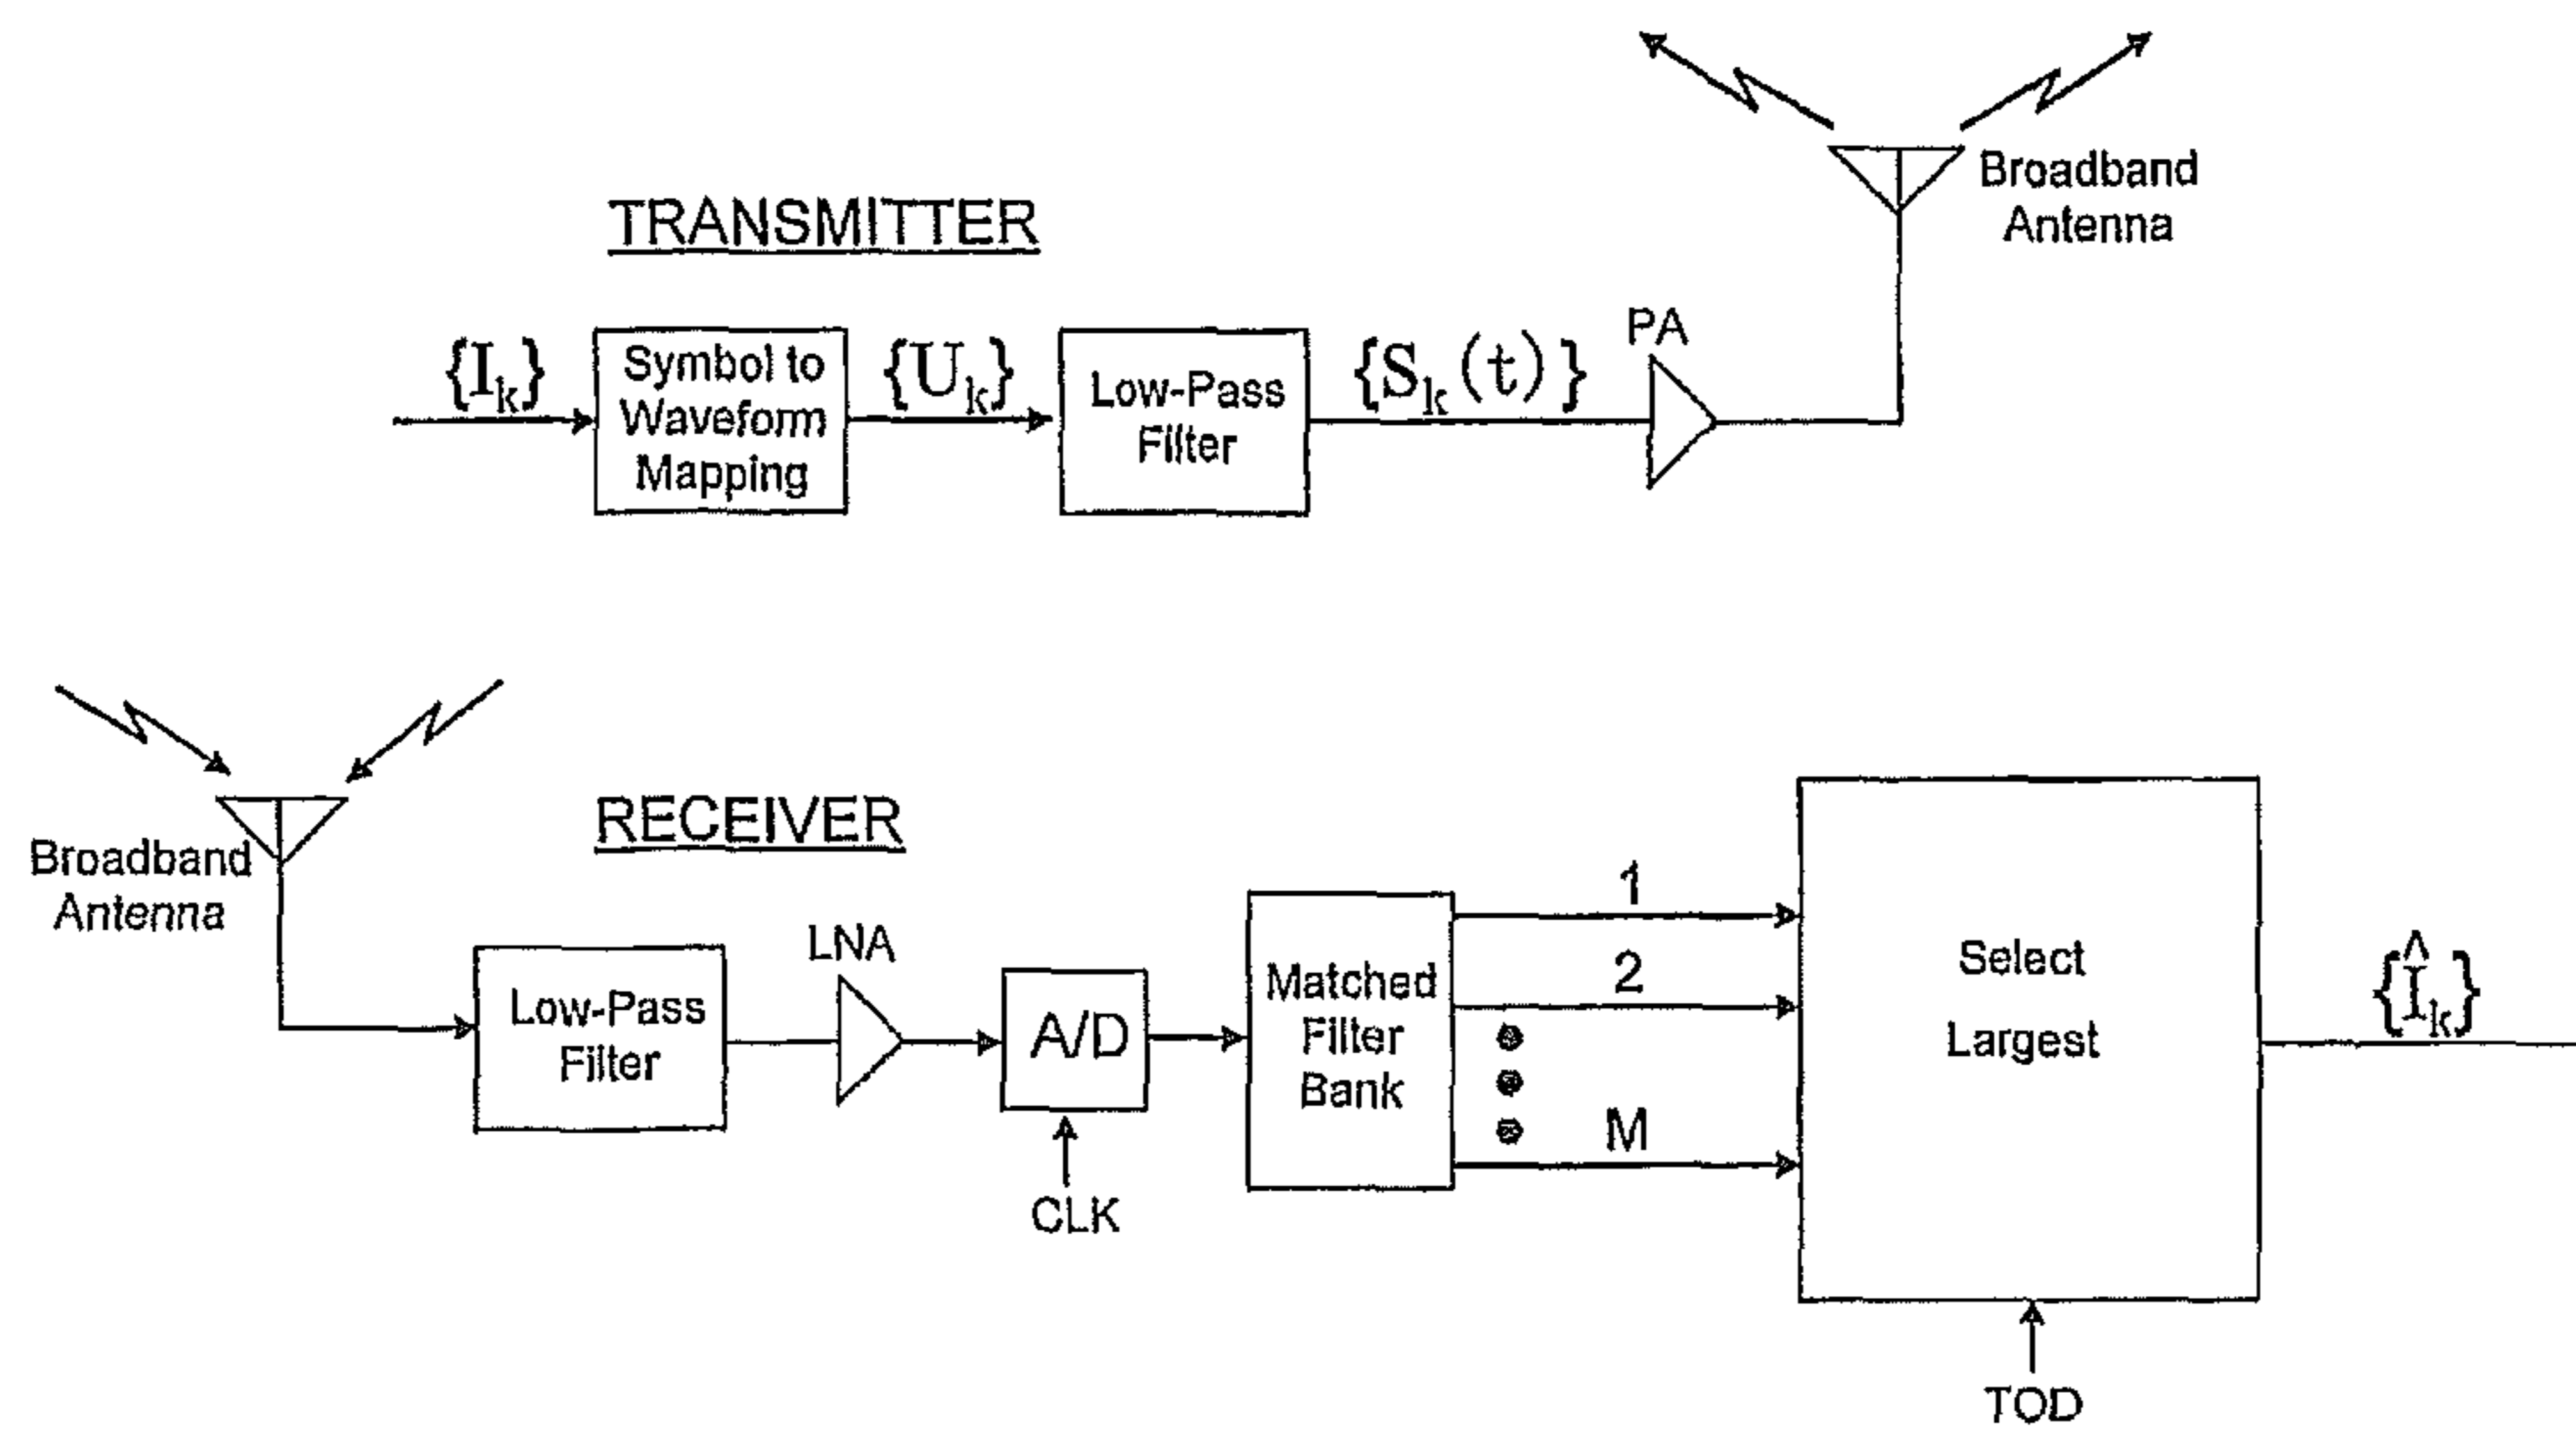 Broadband
Antenna
TRANSMITTER
PA
{I_k}
Symbol to
Waveform
Mapping
{U_k}
Low-Pass
Filter
{S_k(t)}
Broadband
Antenna
RECEIVER
Low-Pass
Filter
LNA
A/D
CLK
Matched
Filter
Bank
1
2
M
Select
Largest
TOD
{Î_k}